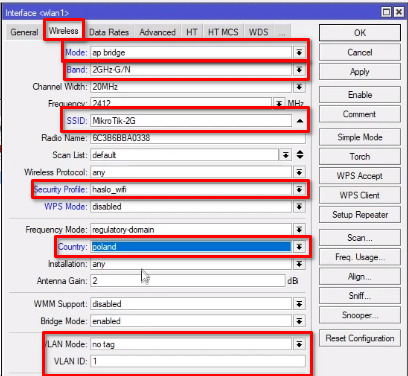 Interface <wlan1>
General Wireless Data Rates Advanced HT HT MCS WDS ...
Mode: ap bridge
Band: 2GHz-G/N
Channel Width: 20MHz
Frequency: 2412 MHz
SSID: MikroTik-2G
Radio Name: 6C3B6BBA0338
Scan List: default
Wireless Protocol: any
Security Profile: haslo_wifi
WPS Mode: disabled
Frequency Mode: regulatory-domain
Country: poland
Installation: any
Antenna Gain: 2 dBi
WMM Support: disabled
Bridge Mode: enabled
VLAN Mode: no tag
VLAN ID: 1
OK
Cancel
Apply
Enable
Comment
Simple Mode
Torch
WPS Accept
WPS Client
Setup Repeater
Scan...
Freq. Usage...
Align...
Sniff...
Snooper...
Reset Configuration